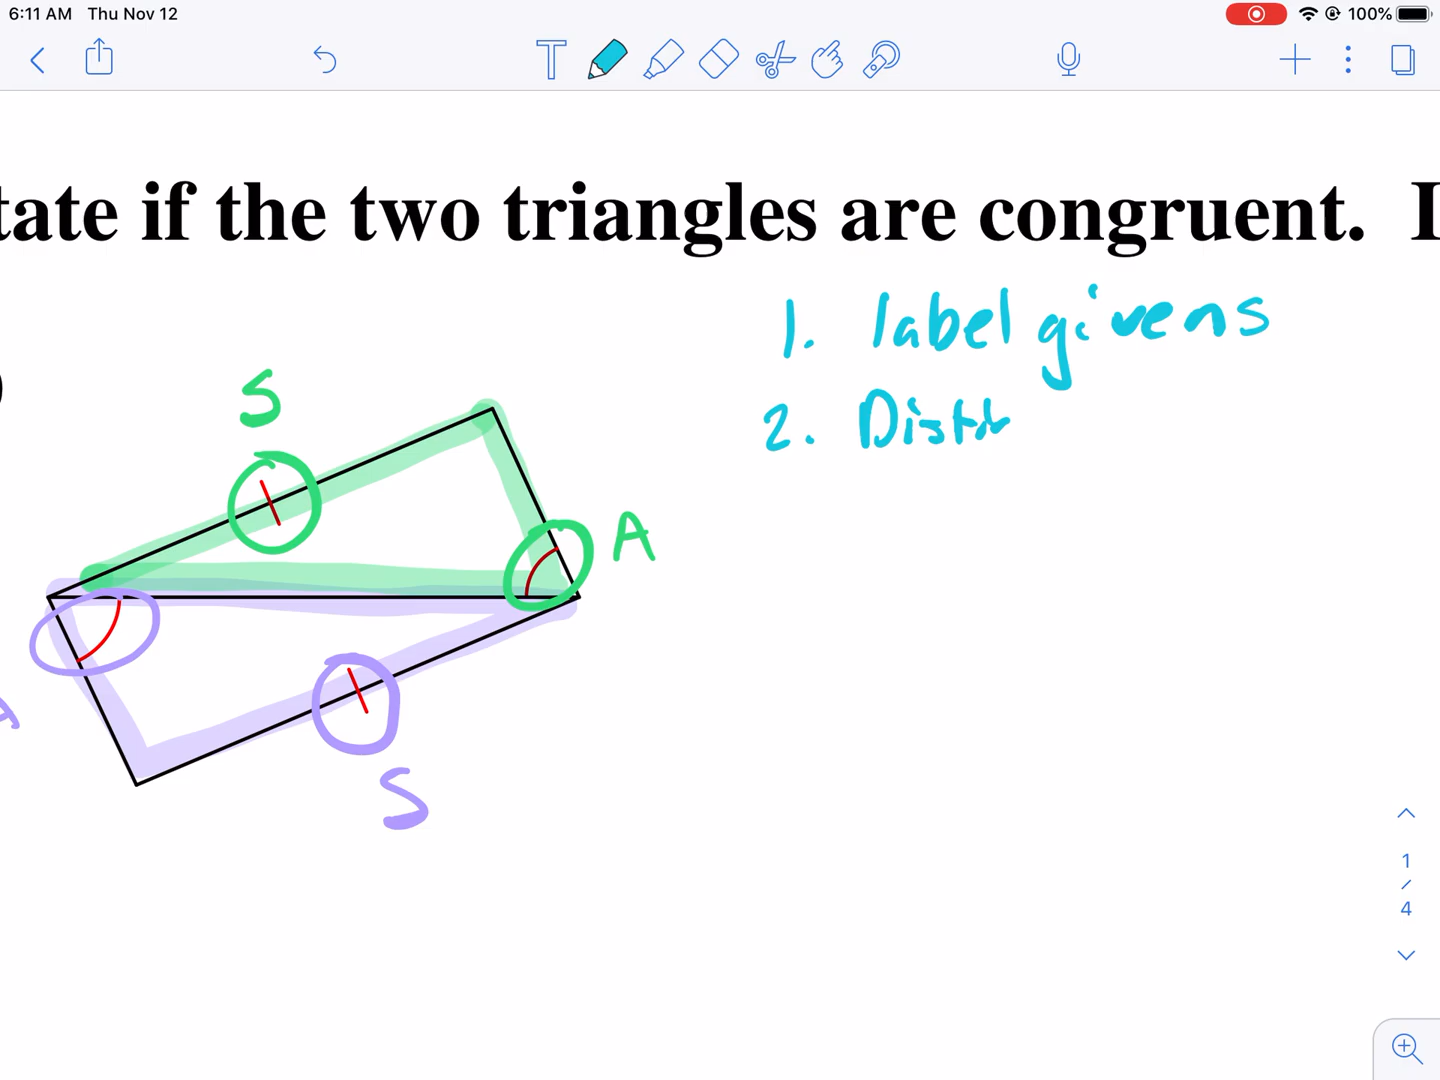 6:11 AM Thu Nov 12 100%
T
tate if the two triangles are congruent. I
1. label givens
)
S
2. Distib
A
A
S
1
/
4